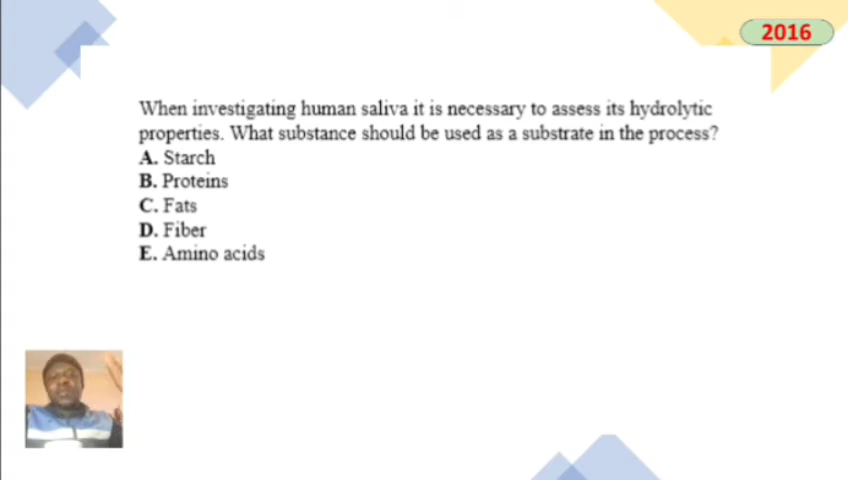 2016
When investigating human saliva it is necessary to assess its hydrolytic
properties. What substance should be used as a substrate in the process?
A. Starch
B. Proteins
C. Fats
D. Fiber
E. Amino acids